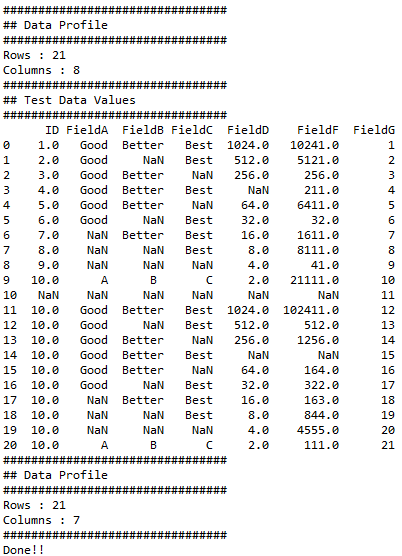 ################################
## Data Profile
################################
Rows : 21
Columns : 8
################################
## Test Data Values
################################
      ID FieldA  FieldB FieldC  FieldD    FieldF  FieldG
0    1.0   Good  Better   Best  1024.0   10241.0       1
1    2.0   Good     NaN   Best   512.0    5121.0       2
2    3.0   Good  Better    NaN   256.0     256.0       3
3    4.0   Good  Better   Best     NaN     211.0       4
4    5.0   Good  Better    NaN    64.0    6411.0       5
5    6.0   Good     NaN   Best    32.0      32.0       6
6    7.0    NaN  Better   Best    16.0    1611.0       7
7    8.0    NaN     NaN   Best     8.0    8111.0       8
8    9.0    NaN     NaN    NaN     4.0      41.0       9
9   10.0      A       B      C     2.0   21111.0      10
10   NaN    NaN     NaN    NaN     NaN       NaN      11
11  10.0   Good  Better   Best  1024.0  102411.0      12
12  10.0   Good     NaN   Best   512.0     512.0      13
13  10.0   Good  Better    NaN   256.0    1256.0      14
14  10.0   Good  Better   Best     NaN       NaN      15
15  10.0   Good  Better    NaN    64.0     164.0      16
16  10.0   Good     NaN   Best    32.0     322.0      17
17  10.0    NaN  Better   Best    16.0     163.0      18
18  10.0    NaN     NaN   Best     8.0     844.0      19
19  10.0    NaN     NaN    NaN     4.0    4555.0      20
20  10.0      A       B      C     2.0     111.0      21
################################
## Data Profile
################################
Rows : 21
Columns : 7
################################
Done!!